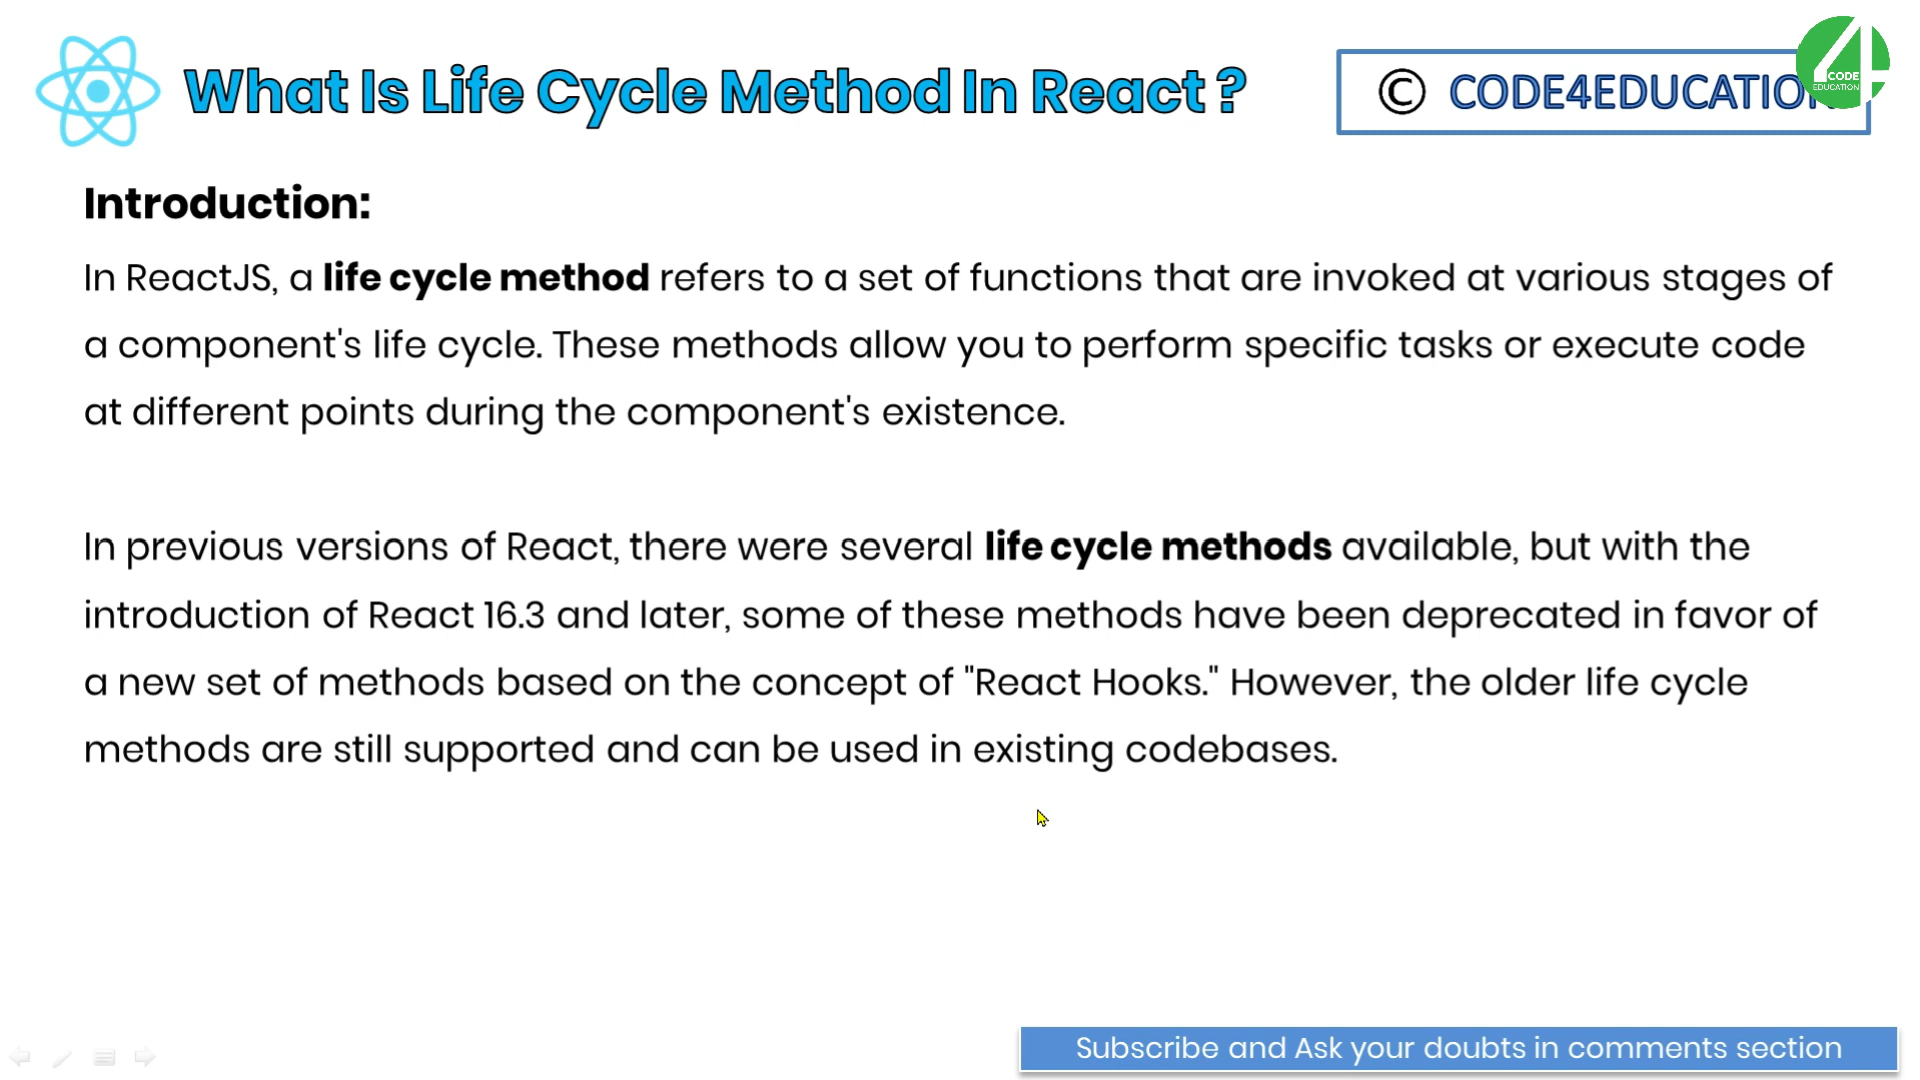 What Is Life Cycle Method In React ?
© CODE4EDUCATION
CODE
EDUCATION
Introduction:
In ReactJS, a life cycle method refers to a set of functions that are invoked at various stages of
a component's life cycle. These methods allow you to perform specific tasks or execute code
at different points during the component's existence.
In previous versions of React, there were several life cycle methods available, but with the
introduction of React 16.3 and later, some of these methods have been deprecated in favor of
a new set of methods based on the concept of "React Hooks." However, the older life cycle
methods are still supported and can be used in existing codebases.
Subscribe and Ask your doubts in comments section